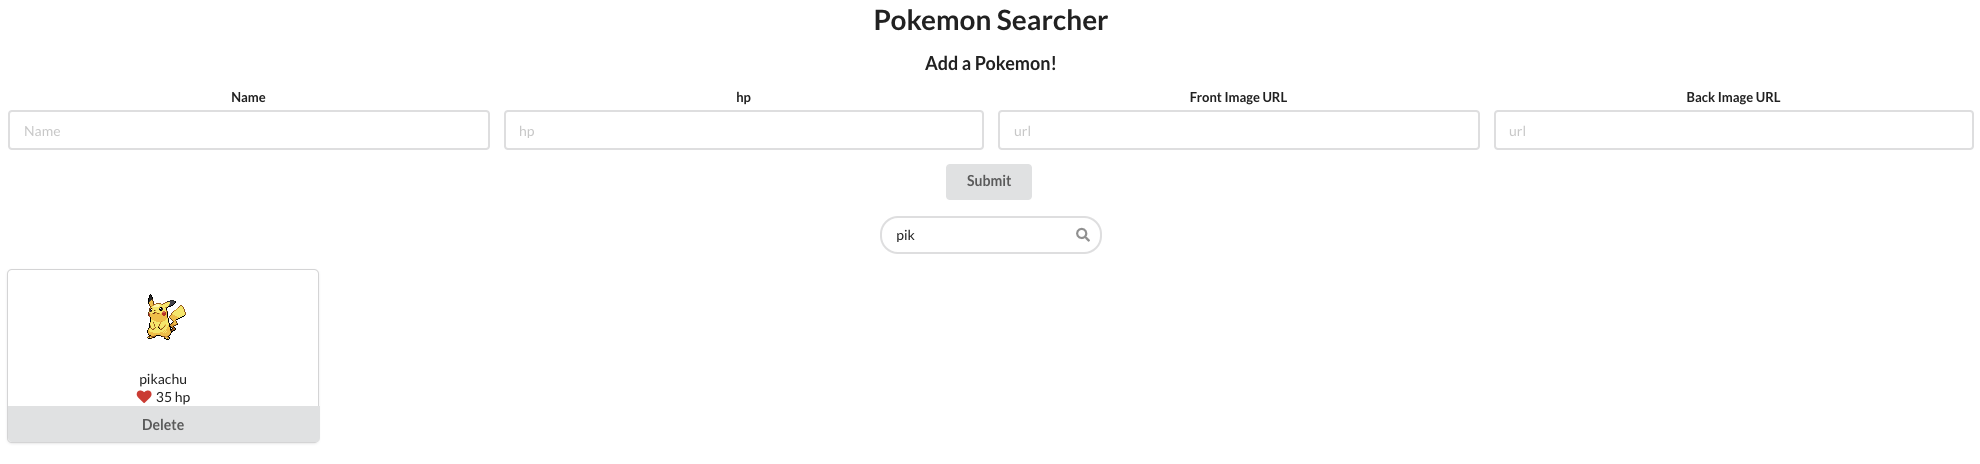 Pokemon Searcher
Add a Pokemon!
Name hp Front Image URL Back Image URL
Name hp url url
Submit
pik
pikachu
35 hp
Delete